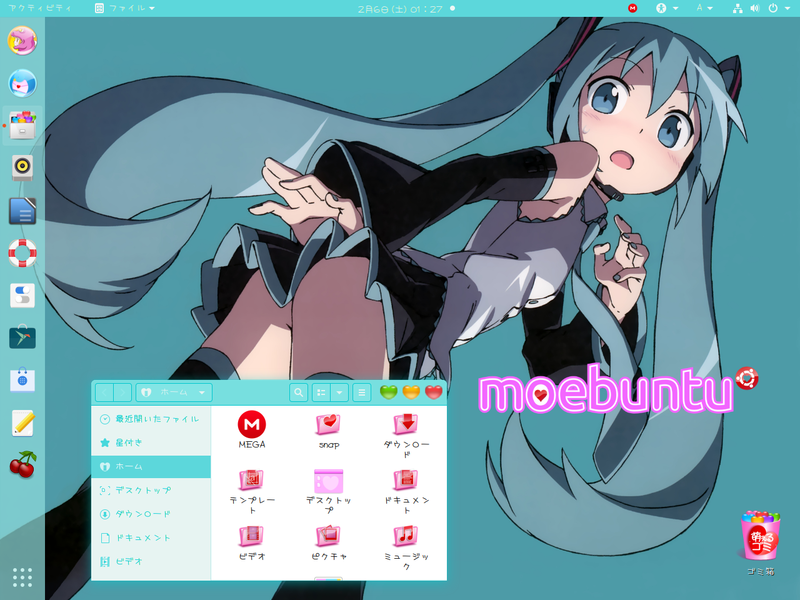 アクティビティ
ファイル
2月6日(土) 01:27
A
ホーム
最近開いたファイル
星付き
ホーム
デスクトップ
ダウンロード
ドキュメント
ビデオ
MEGA
snap
ダウンロー
ド
テンプレー
ト
デスクトッ
プ
ドキュメン
ト
ビデオ
ピクチャ
ミュージッ
ク
moebuntu
萌え
ゴミ
ゴミ箱